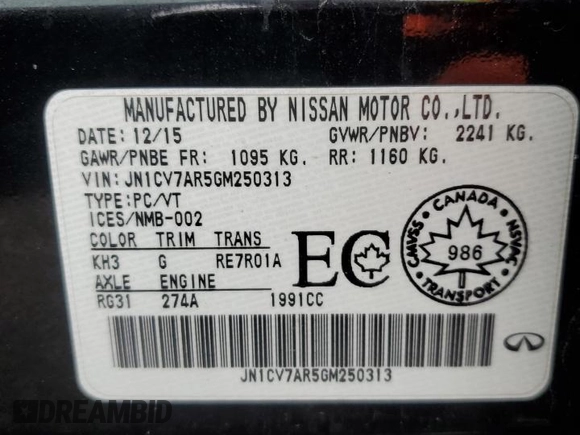 MANUFACTURED BY NISSAN MOTOR CO.,LTD.
DATE: 12/15 GVWR/PNBV: 2241 KG.
GAWR/PNBE FR: 1095 KG. RR: 1160 KG.
VIN: JN1CV7AR5GM250313
TYPE: PC/VT
ICES/NMB-002
COLOR TRIM TRANS
KH3 G RE7R01A
AXLE ENGINE
RG31 274A 1991CC
EC
CANADA
CMVSS 986 NSVAC
TRANSPORT
JN1CV7AR5GM250313
DREAMBID